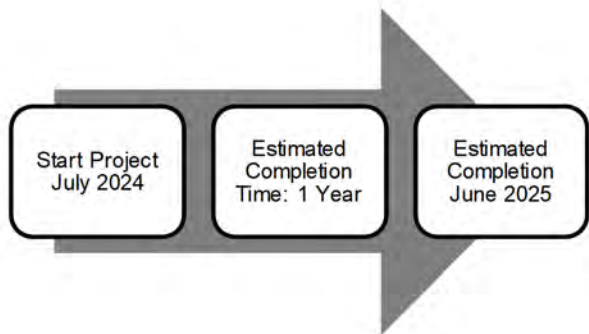 Start Project
July 2024
Estimated
Completion
Time: 1 Year
Estimated
Completion
June 2025